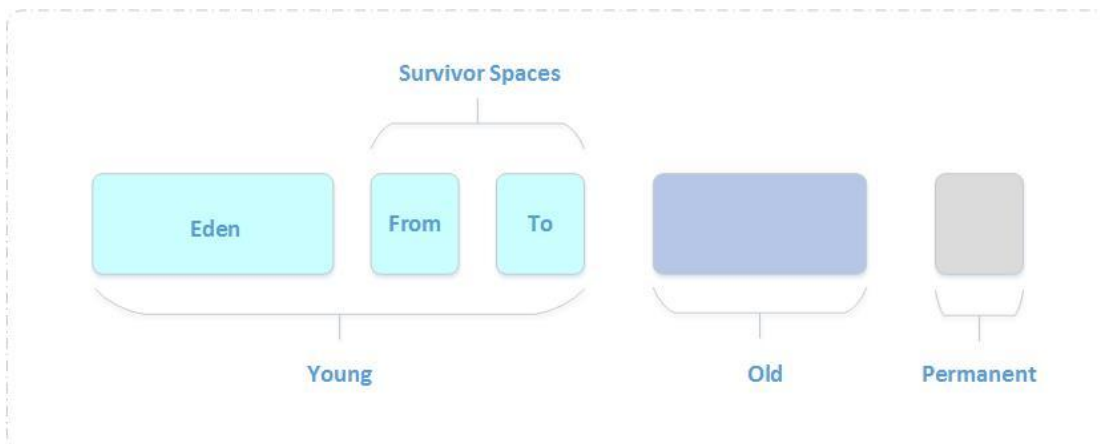 Survivor Spaces
Eden
From
To
Young
Old
Permanent